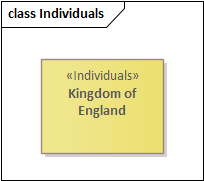 class Individuals
«Individuals»
Kingdom of
England